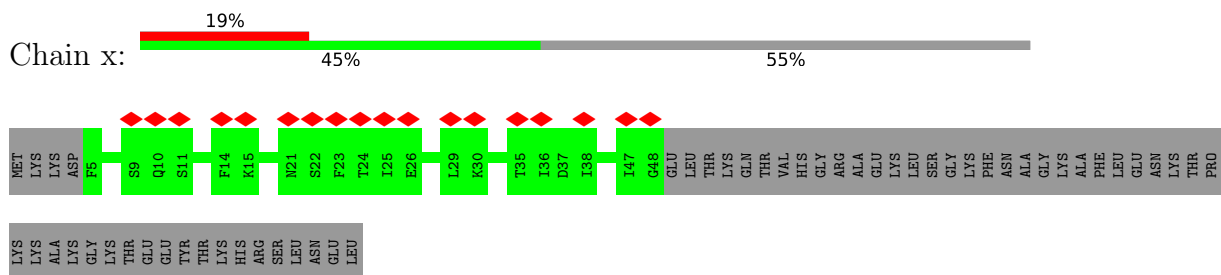 19%
Chain x:
45% 55%
MET LYS LYS ASP F5 S9 Q10 S11 F14 K15 N21 S22 F23 T24 I25 E26 L29 K30 T35 I36 D37 I38 I47 G48 GLU LEU THR LYS GLN THR VAL HIS GLY ARG ALA GLU LYS LEU SER GLY LYS PHE ASN ALA GLY LYS ALA PHE LEU GLU ASN LYS THR PRO
LYS LYS ALA LYS GLY LYS THR GLU GLU TYR THR LYS HIS ARG SER LEU ASN GLU LEU